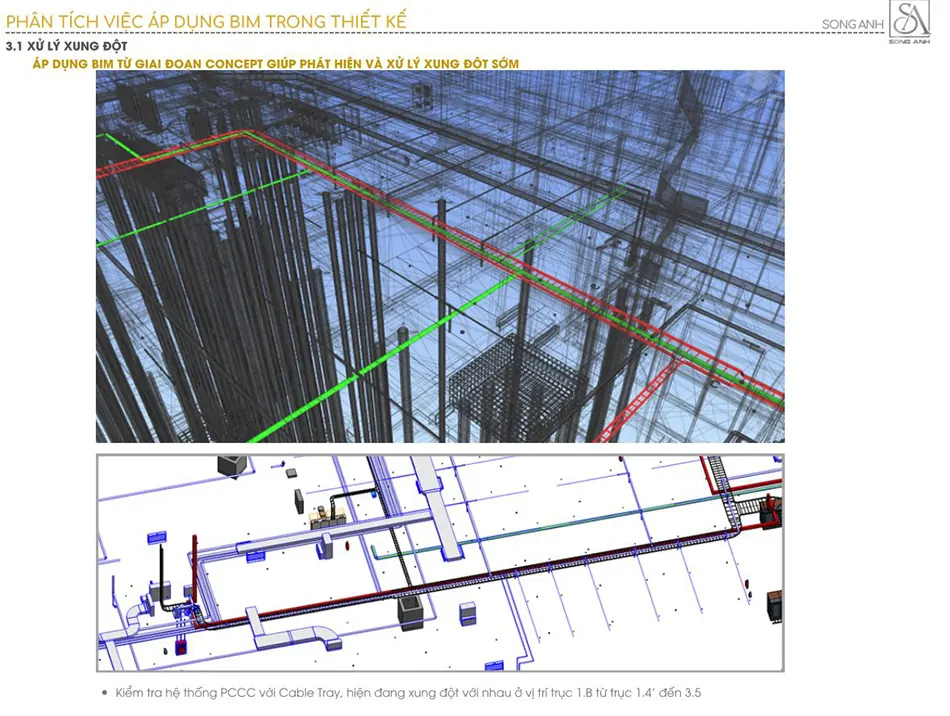 PHÂN TÍCH VIỆC ÁP DỤNG BIM TRONG THIẾT KẾ
SONG ANH
SA
SONG ANH
3.1 XỬ LÝ XUNG ĐỘT
ÁP DỤNG BIM TỪ GIAI ĐOẠN CONCEPT GIÚP PHÁT HIỆN VÀ XỬ LÝ XUNG ĐỘT SỚM
• Kiểm tra hệ thống PCCC với Cable Tray, hiện đang xung đột với nhau ở vị trí trục 1.B từ trục 1.4’ đến 3.5